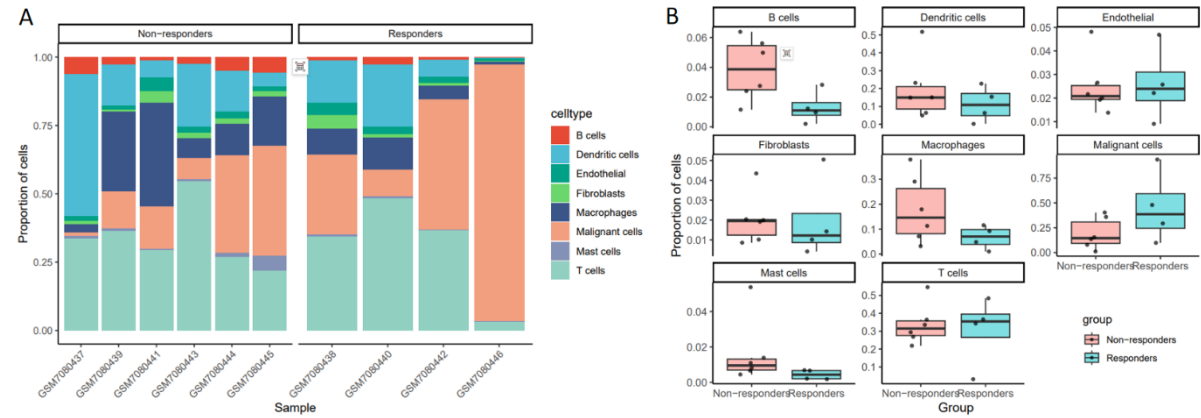 A
Non-responders
Responders
1.00
0.75
0.50
0.25
0.00
Proportion of cells
GSM7080437
GSM7080439
GSM7080441
GSM7080443
GSM7080444
GSM7080445
GSM7080438
GSM7080440
GSM7080442
GSM7080446
Sample
celltype
B cells
Dendritic cells
Endothelial
Fibroblasts
Macrophages
Malignant cells
Mast cells
T cells
B
Proportion of cells
B cells
0.06
0.04
0.02
0.00
Dendritic cells
0.5
0.4
0.3
0.2
0.1
0.0
Endothelial
0.05
0.04
0.03
0.02
0.01
Fibroblasts
0.05
0.04
0.03
0.02
0.01
Macrophages
0.3
0.2
0.1
0.0
Malignant cells
0.75
0.50
0.25
0.00
Non-responders Responders
Mast cells
0.04
0.02
0.00
Non-responders Responders
T cells
0.5
0.4
0.3
0.2
0.1
Non-responders Responders
Group
group
Non-responders
Responders